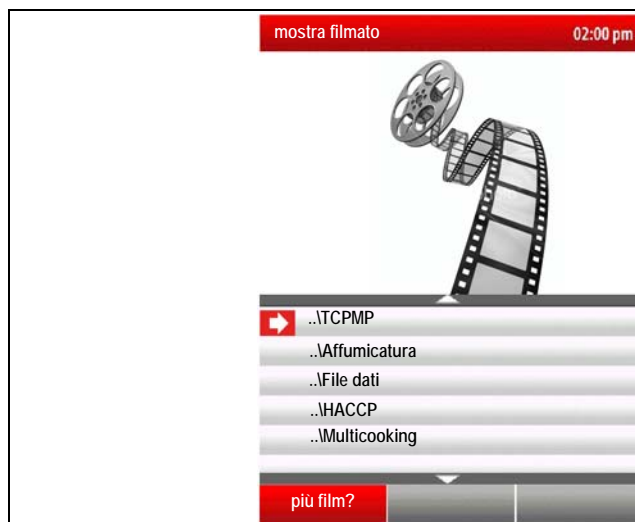 mostra filmato 02:00 pm
..\TCPMP
..\Affumicatura
..\File dati
..\HACCP
..\Multicooking
più film?